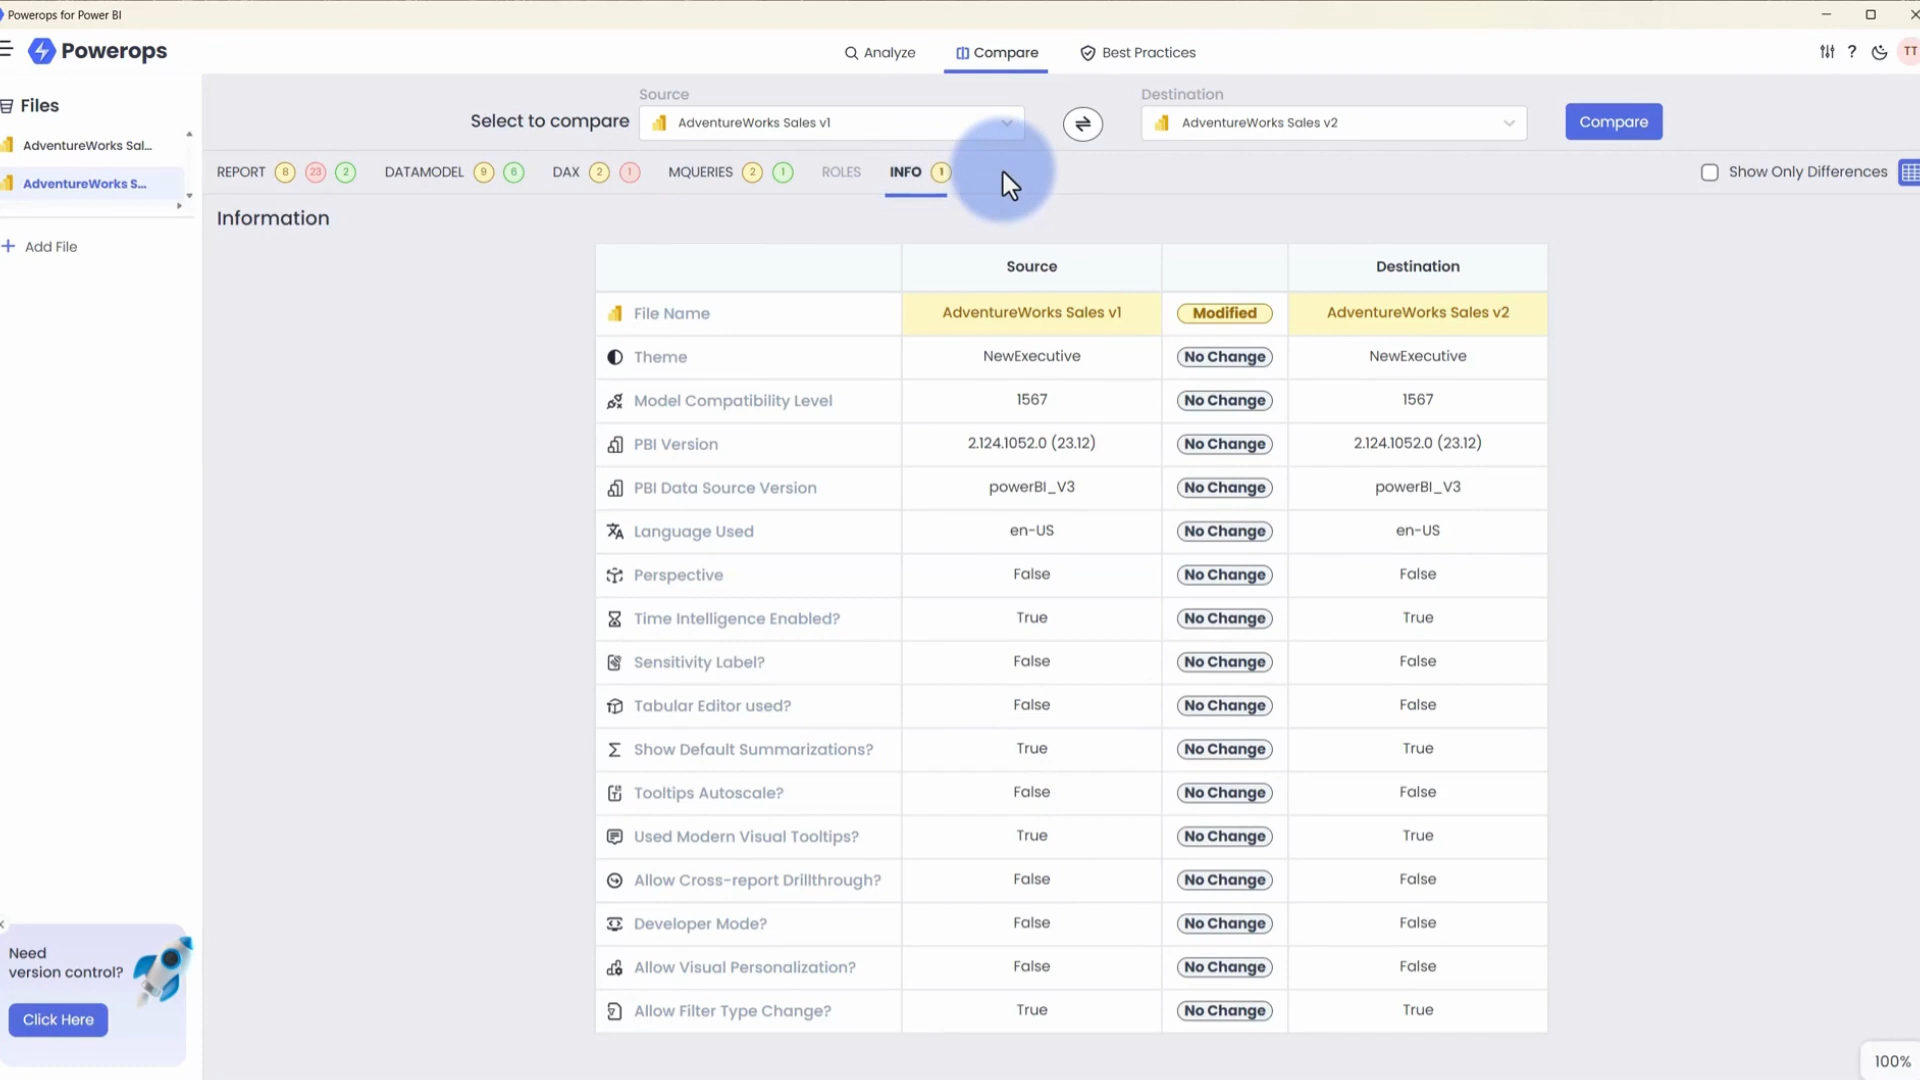 Powerops for Power BI
Powerops
Analyze
Compare
Best Practices
TT
Files
AdventureWorks Sal...
AdventureWorks S...
Add File
Source
Destination
Select to compare
AdventureWorks Sales v1
AdventureWorks Sales v2
Compare
REPORT 8 23 2 DATAMODEL 9 6 DAX 2 1 MQUERIES 2 1 ROLES INFO 1
Show Only Differences
Information
Source Destination
File Name AdventureWorks Sales v1 Modified AdventureWorks Sales v2
Theme NewExecutive No Change NewExecutive
Model Compatibility Level 1567 No Change 1567
PBI Version 2.124.1052.0 (23.12) No Change 2.124.1052.0 (23.12)
PBI Data Source Version powerBI_V3 No Change powerBI_V3
Language Used en-US No Change en-US
Perspective False No Change False
Time Intelligence Enabled? True No Change True
Sensitivity Label? False No Change False
Tabular Editor used? False No Change False
Show Default Summarizations? True No Change True
Tooltips Autoscale? False No Change False
Used Modern Visual Tooltips? True No Change True
Allow Cross-report Drillthrough? False No Change False
Developer Mode? False No Change False
Allow Visual Personalization? False No Change False
Allow Filter Type Change? True No Change True
Need
version control?
Click Here
100%